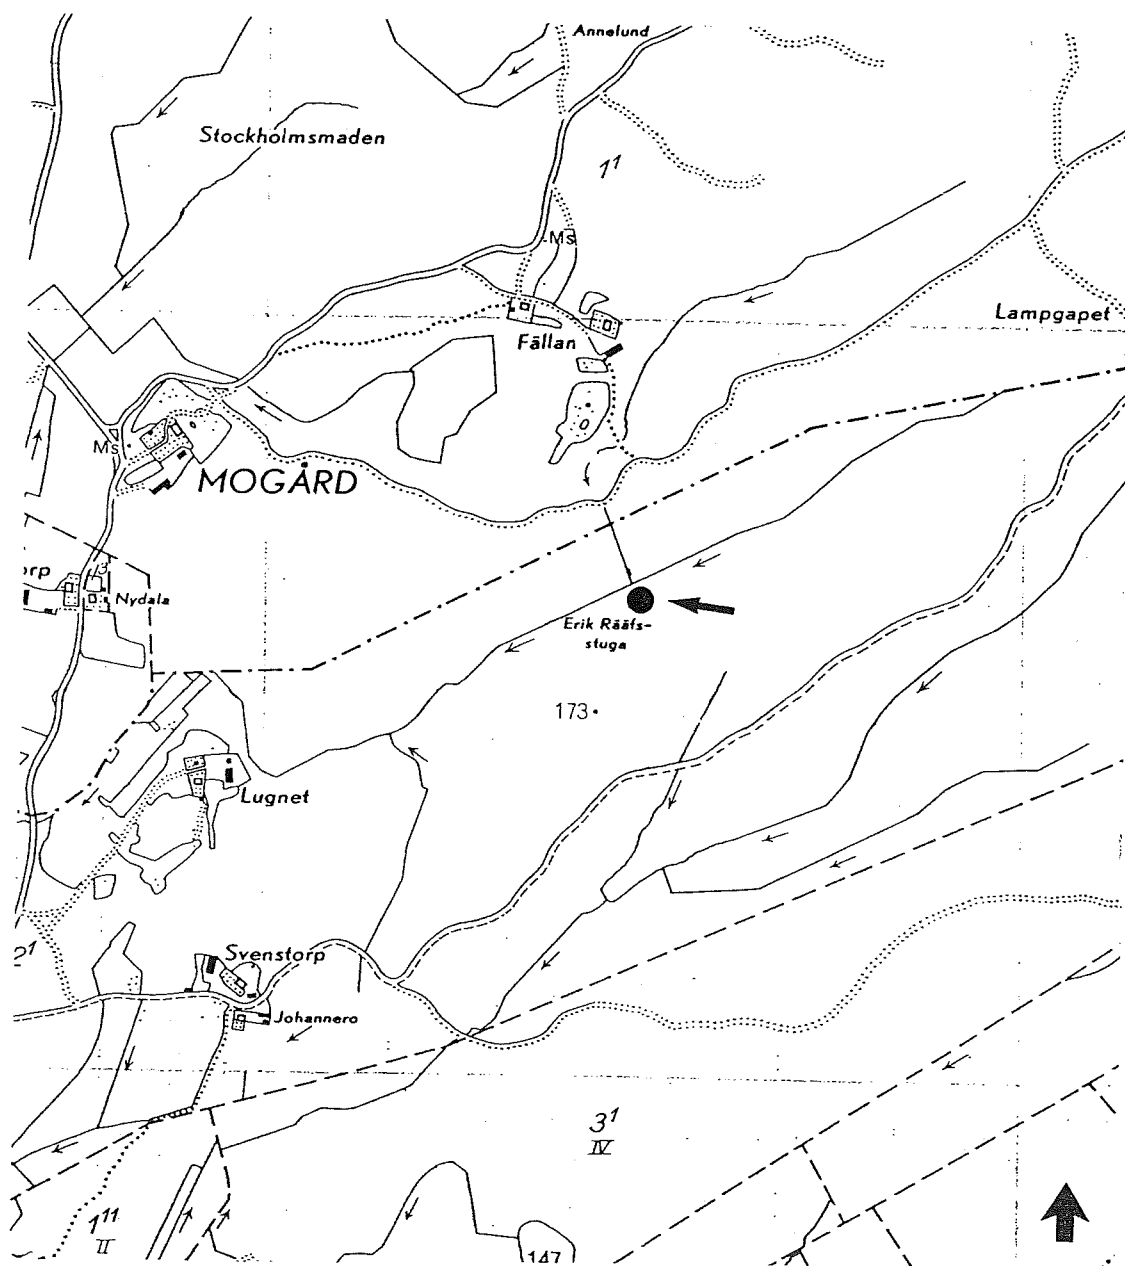 Annelund
Stockholmsmaden
1¹
Ms
Lampgapet
Fällan
Ms
MOGÅRD
orp
Nydala
Erik Rääfs-
stuga
173
Lugnet
2¹
Svenstorp
Johannero
3¹
IV
1¹¹
II
147